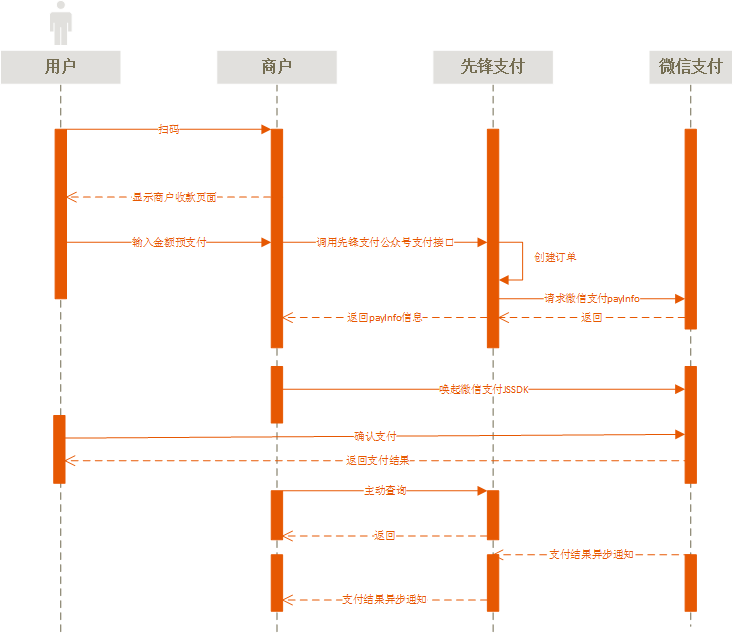 用户
商户
先锋支付
微信支付
扫码
显示商户收款页面
输入金额预支付
调用先锋支付公众号支付接口
创建订单
请求微信支付payInfo
返回payInfo信息
返回
唤起微信支付JSSDK
确认支付
返回支付结果
主动查询
返回
支付结果异步通知
支付结果异步通知